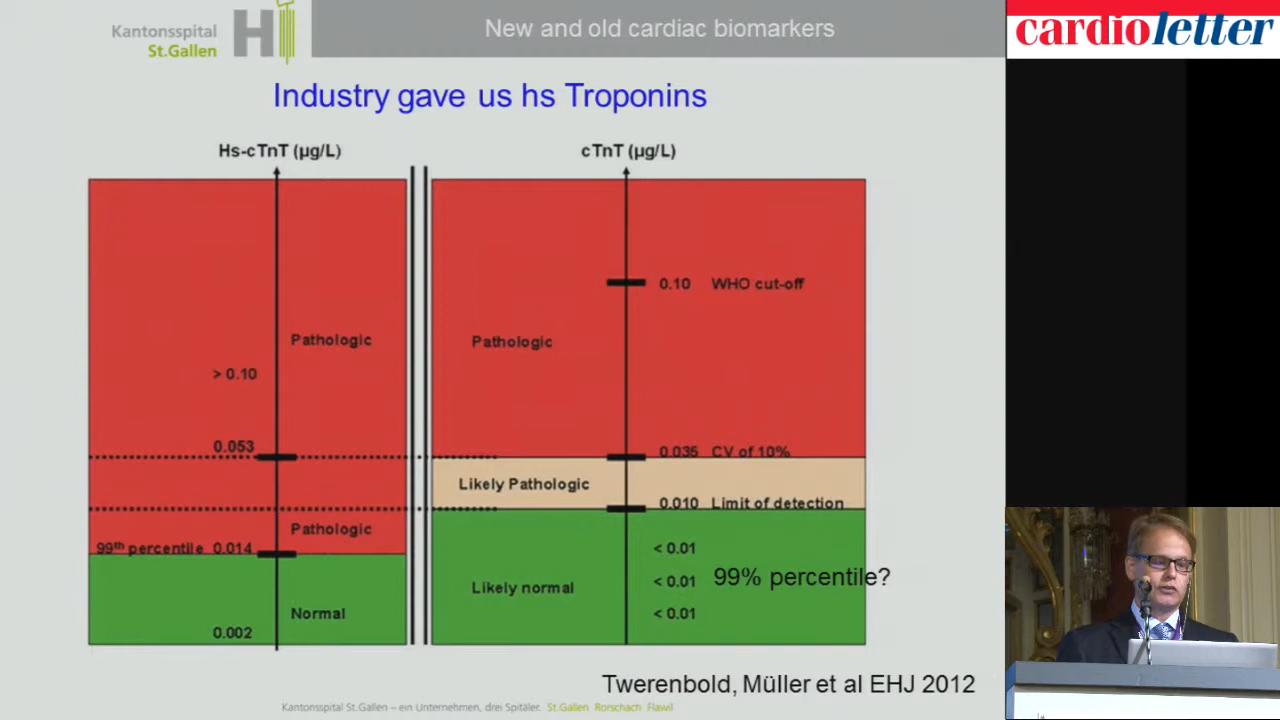 Kantonsspital
St.Gallen
New and old cardiac biomarkers
cardioletter
Industry gave us hs Troponins
Hs-cTnT (µg/L)
cTnT (µg/L)
0.10 WHO cut-off
Pathologic
Pathologic
> 0.10
0.053
0.035 CV of 10%
Likely Pathologic
0.010 Limit of detection
Pathologic
99th percentile 0.014
< 0.01
< 0.01 99% percentile?
Likely normal
Normal
< 0.01
0.002
Twerenbold, Müller et al EHJ 2012
Kantonsspital St.Gallen – ein Unternehmen, drei Spitäler. St.Gallen Rorschach Flawil